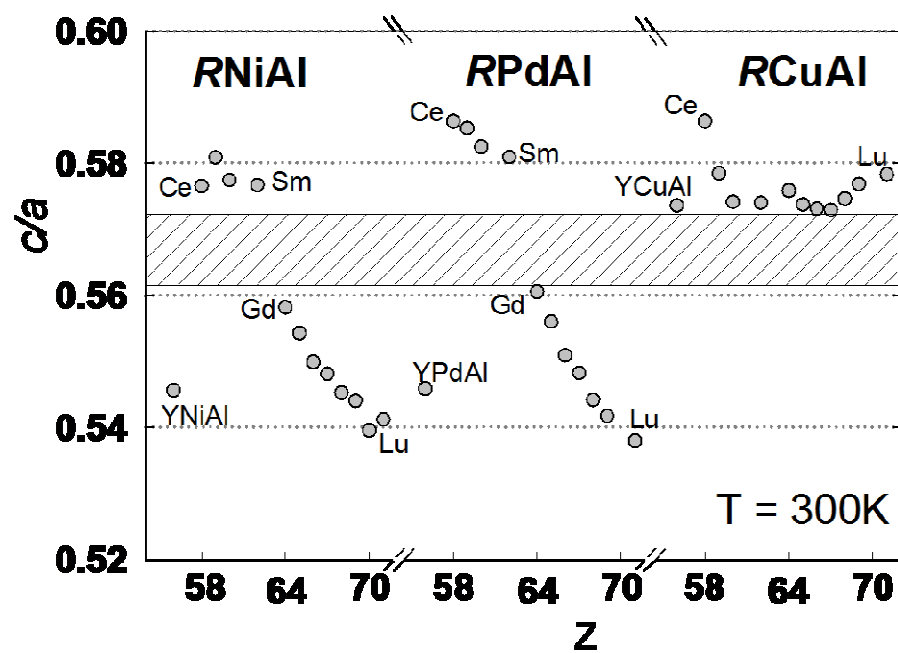 0.60
RNiAl RPdAl RCuAl
Ce Ce
0.58
Ce Sm Sm YCuAl Lu
c/a
0.56
Gd Gd
YNiAl YPdAl
0.54
Lu Lu
T = 300K
0.52
58 64 70 58 64 70 58 64 70
Z